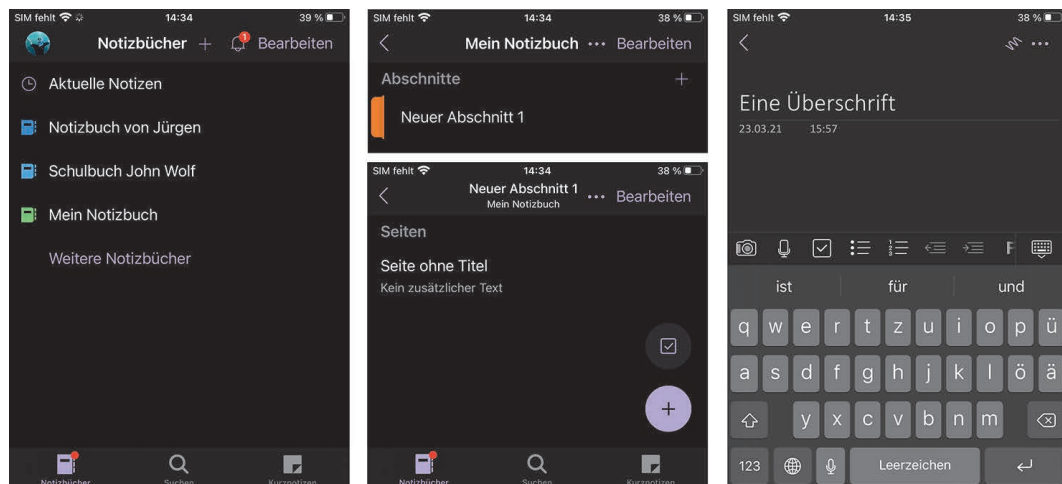 SIM fehlt 14:34 39 %
Notizbücher + 1 Bearbeiten
Aktuelle Notizen
Notizbuch von Jürgen
Schulbuch John Wolf
Mein Notizbuch
Weitere Notizbücher
Notizbücher Suchen Kurznotizen
SIM fehlt 14:34 38 %
Mein Notizbuch ••• Bearbeiten
Abschnitte +
Neuer Abschnitt 1
SIM fehlt 14:34 38 %
Neuer Abschnitt 1 ••• Bearbeiten
Mein Notizbuch
Seiten
Seite ohne Titel
Kein zusätzlicher Text
+
Notizbücher Suchen Kurznotizen
SIM fehlt 14:35 38 %
•••
Eine Überschrift
23.03.21 15:57
F
ist für und
q w e r t z u i o p ü
a s d f g h j k l ö ä
y x c v b n m
123 Leerzeichen